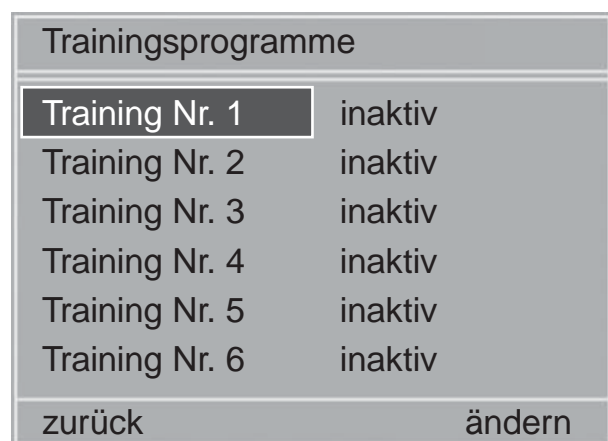 Trainingsprogramme
Training Nr. 1 inaktiv
Training Nr. 2 inaktiv
Training Nr. 3 inaktiv
Training Nr. 4 inaktiv
Training Nr. 5 inaktiv
Training Nr. 6 inaktiv
zurück ändern